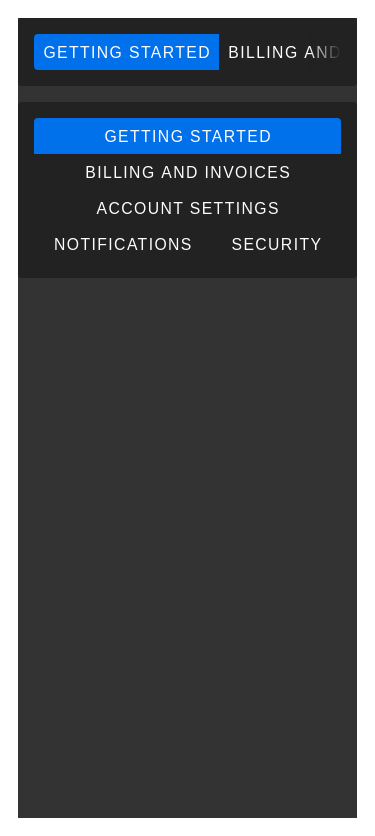 GETTING STARTED BILLING AND
GETTING STARTED
BILLING AND INVOICES
ACCOUNT SETTINGS
NOTIFICATIONS SECURITY